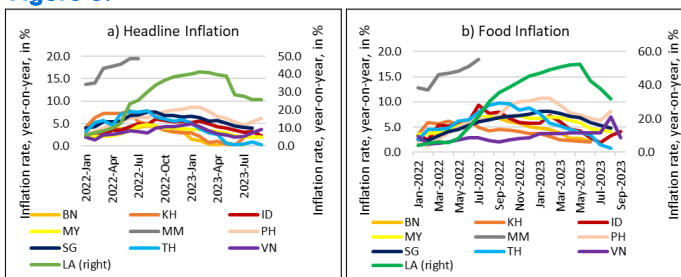 a) Headline Inflation
Inflation rate, year-on-year, in %
20.0
15.0
10.0
5.0
0.0
50.0
40.0
30.0
20.0
10.0
0.0
Inflation rate, year-on-year, in %
2022-Jan
2022-Apr
2022-Jul
2022-Oct
2023-Jan
2023-Apr
2023-Jul
BN KH ID
MY MM PH
SG TH VN
LA (right)
b) Food Inflation
Inflation rate, year-on-year, in %
20.0
15.0
10.0
5.0
0.0
60.0
40.0
20.0
0.0
Inflation rate, year-on-year, in %
Jan-2022
Mar-2022
May-2022
Jul-2022
Sep-2022
Nov-2022
Jan-2023
Mar-2023
May-2023
Jul-2023
Sep-2023
BN KH ID
MY MM PH
SG TH VN
LA (right)